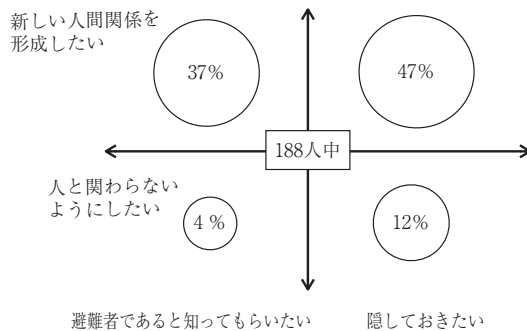 新しい人間関係を
形成したい
37%
47%
188人中
人と関わらない
ようにしたい
4 %
12%
避難者であると知ってもらいたい
隠しておきたい